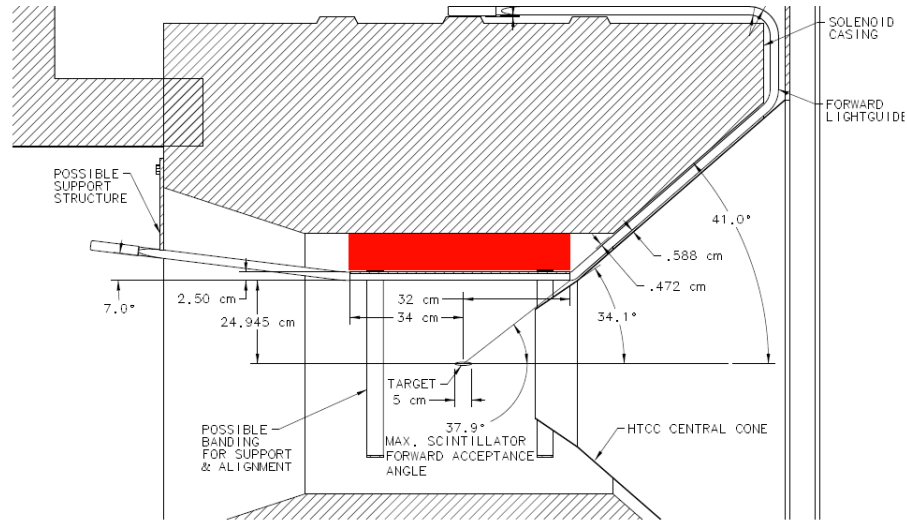 SOLENOID
CASING
FORWARD
LIGHTGUIDE
POSSIBLE
SUPPORT
STRUCTURE
41.0°
.588 cm
.472 cm
7.0°
2.50 cm
24.945 cm
32 cm
34 cm
34.1°
TARGET
5 cm
37.9°
MAX. SCINTILLATOR
FORWARD ACCEPTANCE
ANGLE
POSSIBLE
BANDING
FOR SUPPORT
& ALIGNMENT
HTCC CENTRAL CONE